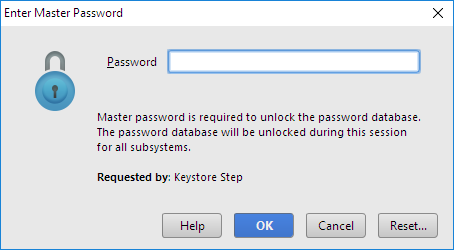 Enter Master Password
Password
Master password is required to unlock the password database.
The password database will be unlocked during this session
for all subsystems.
Requested by: Keystore Step
Help OK Cancel Reset...